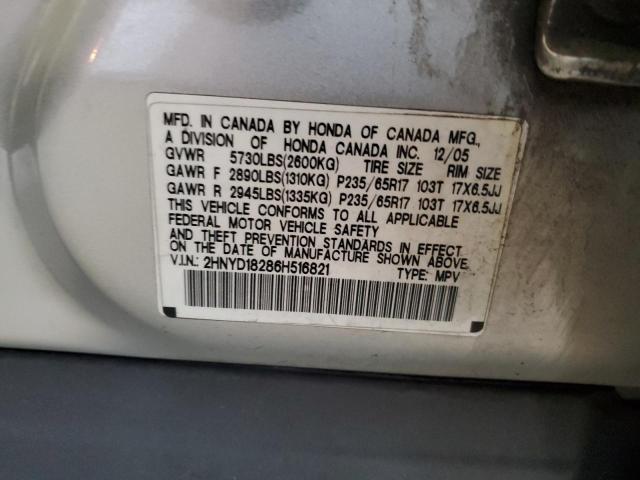 MFD. IN CANADA BY HONDA OF CANADA MFG.,
A DIVISION OF HONDA CANADA INC. 12/05
GVWR 5730LBS(2600KG) TIRE SIZE RIM SIZE
GAWR F 2890LBS(1310KG) P235/65R17 103T 17X6.5JJ
GAWR R 2945LBS(1335KG) P235/65R17 103T 17X6.5JJ
THIS VEHICLE CONFORMS TO ALL APPLICABLE
FEDERAL MOTOR VEHICLE SAFETY
AND THEFT PREVENTION STANDARDS IN EFFECT
ON THE DATE OF MANUFACTURE SHOWN ABOVE.
V.I.N.: 2HNYD18286H516821 TYPE: MPV